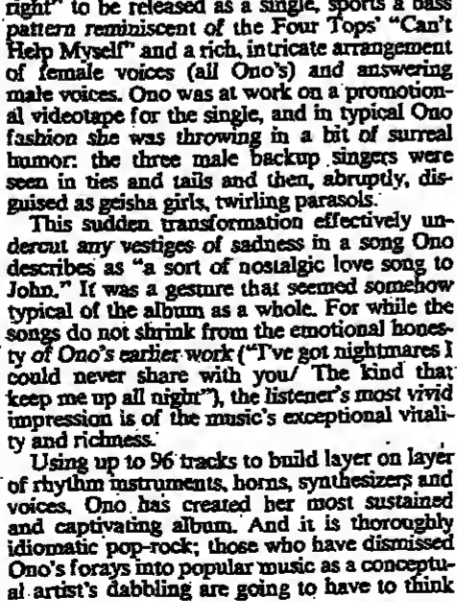 right" to be released as a single, sports a bass
pattern reminiscent of the Four Tops' "Can't
Help Myself" and a rich, intricate arrangement
of female voices (all Ono's) and answering
male voices. Ono was at work on a promotion-
al videotape for the single, and in typical Ono
fashion she was throwing in a bit of surreal
humor: the three male backup singers were
seen in ties and tails and then, abruptly, dis-
guised as geisha girls, twirling parasols.
This sudden transformation effectively un-
dercut any vestiges of sadness in a song Ono
describes as "a sort of nostalgic love song to
John." It was a gesture that seemed somehow
typical of the album as a whole. For while the
songs do not shrink from the emotional hones-
ty of Ono's earlier work ("I've got nightmares I
could never share with you/ The kind that
keep me up all night"), the listener's most vivid
impression is of the music's exceptional vitali-
ty and richness.
Using up to 96 tracks to build layer on layer
of rhythm instruments, horns, synthesizers and
voices, Ono has created her most sustained
and captivating album. And it is thoroughly
idiomatic pop-rock; those who have dismissed
Ono's forays into popular music as a conceptu-
al artist's dabbling are going to have to think